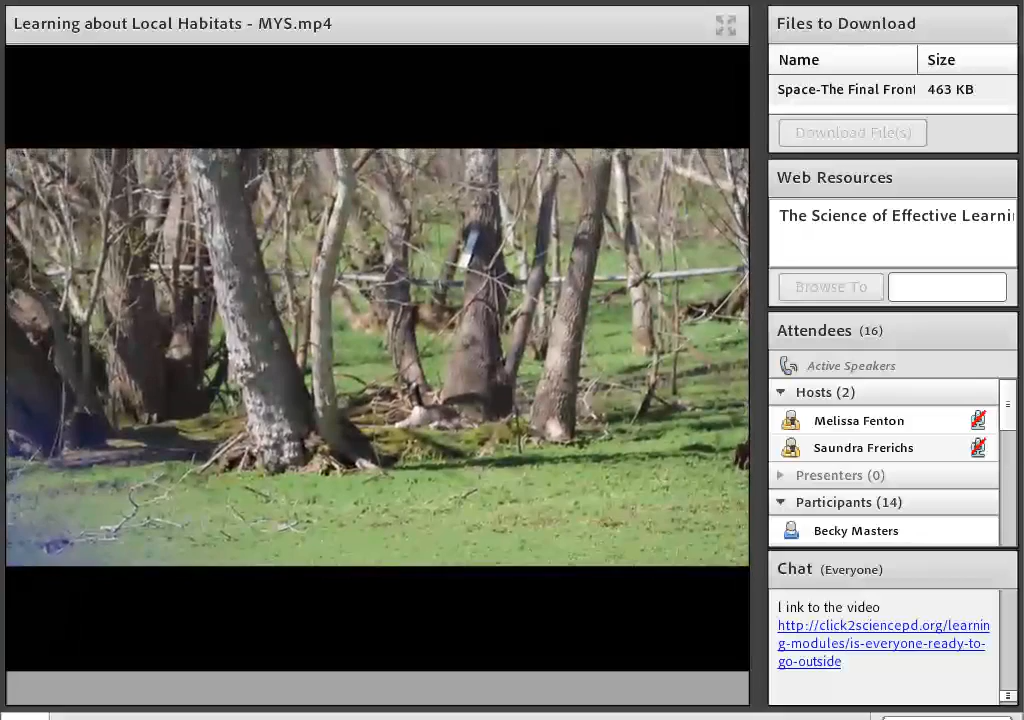 Learning about Local Habitats - MYS.mp4
Files to Download
Name Size
Space-The Final Front 463 KB
Download File(s)
Web Resources
The Science of Effective Learni
Browse To
Attendees (16)
Active Speakers
Hosts (2)
Melissa Fenton
Saundra Frerichs
Presenters (0)
Participants (14)
Becky Masters
Chat (Everyone)
l ink to the video
http://click2sciencepd.org/learnin
g-modules/is-everyone-ready-to-
go-outside